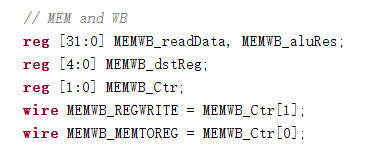 // MEM and WB
reg [31:0] MEMWB_readData, MEMWB_aluRes;
reg [4:0] MEMWB_dstReg;
reg [1:0] MEMWB_Ctr;
wire MEMWB_REGWRITE = MEMWB_Ctr[1];
wire MEMWB_MEMTOREG = MEMWB_Ctr[0];